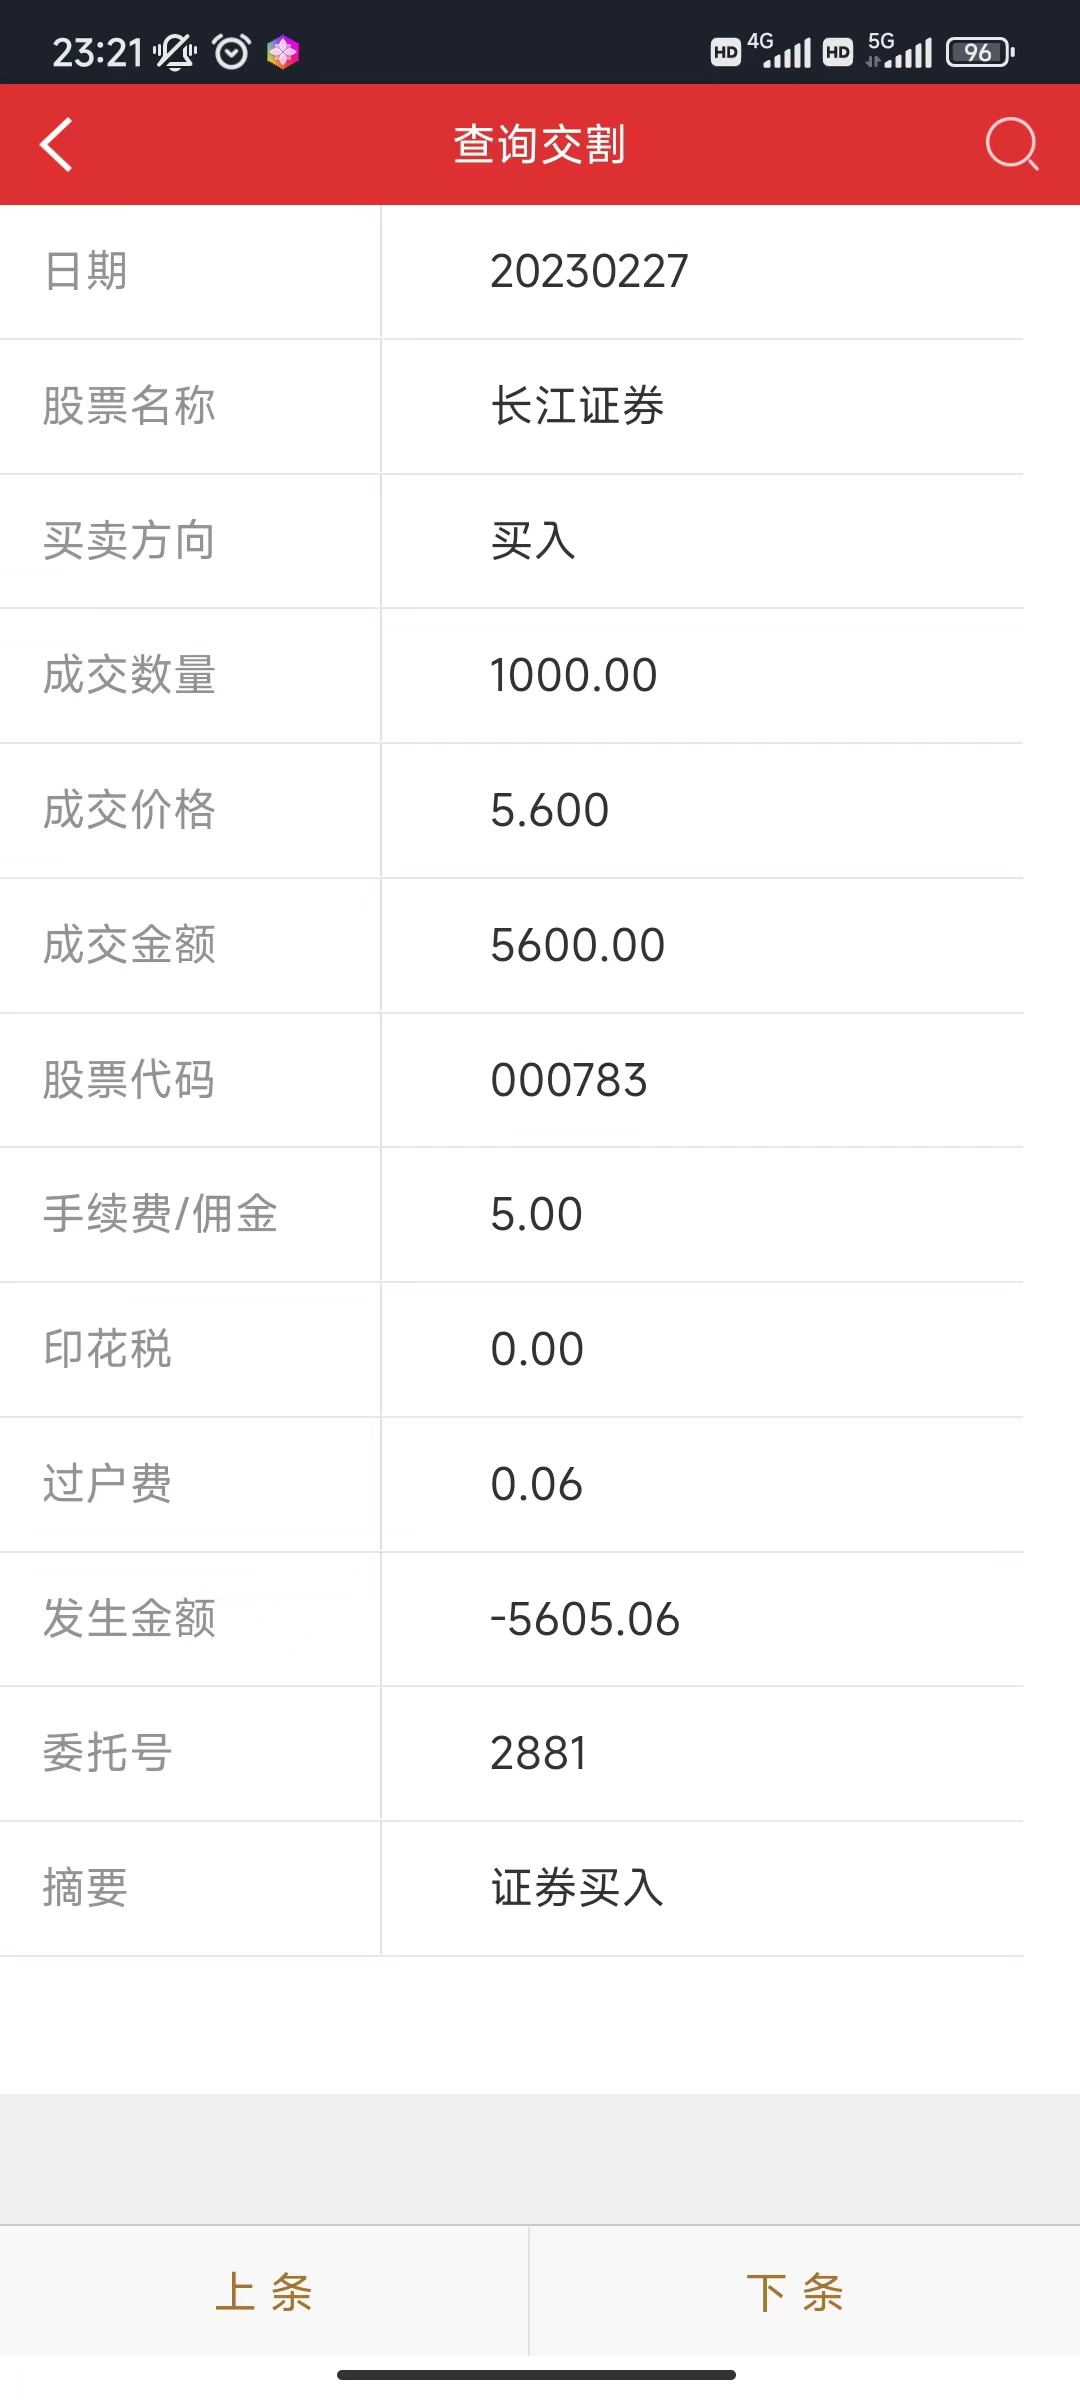 23:21 HD 4G HD 5G 96
查询交割
日期 20230227
股票名称 长江证券
买卖方向 买入
成交数量 1000.00
成交价格 5.600
成交金额 5600.00
股票代码 000783
手续费/佣金 5.00
印花税 0.00
过户费 0.06
发生金额 -5605.06
委托号 2881
摘要 证券买入
上条 下条